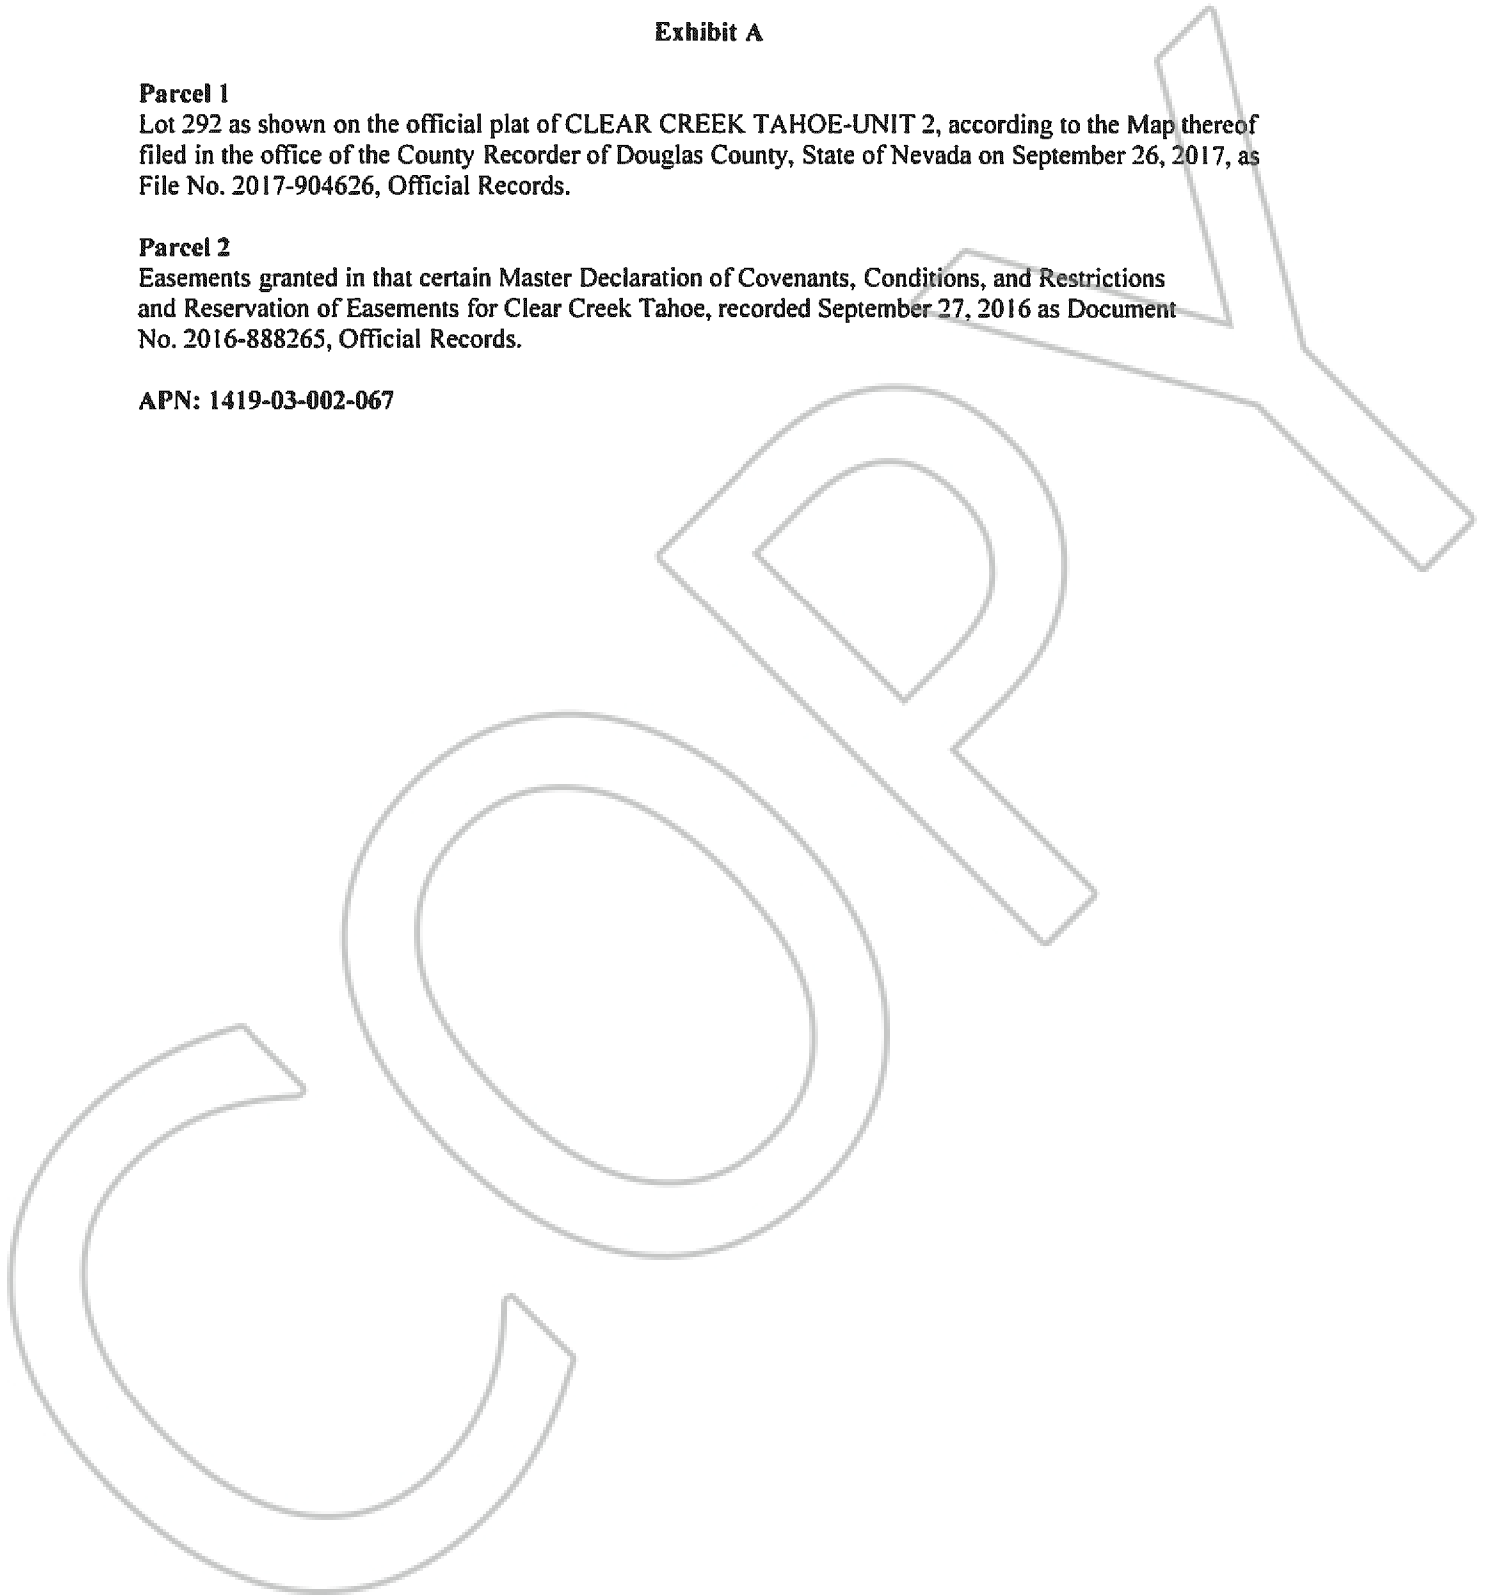 Exhibit A
Parcel 1
Lot 292 as shown on the official plat of CLEAR CREEK TAHOE-UNIT 2, according to the Map thereof
filed in the office of the County Recorder of Douglas County, State of Nevada on September 26, 2017, as
File No. 2017-904626, Official Records.
Parcel 2
Easements granted in that certain Master Declaration of Covenants, Conditions, and Restrictions
and Reservation of Easements for Clear Creek Tahoe, recorded September 27, 2016 as Document
No. 2016-888265, Official Records.
APN: 1419-03-002-067
COPY